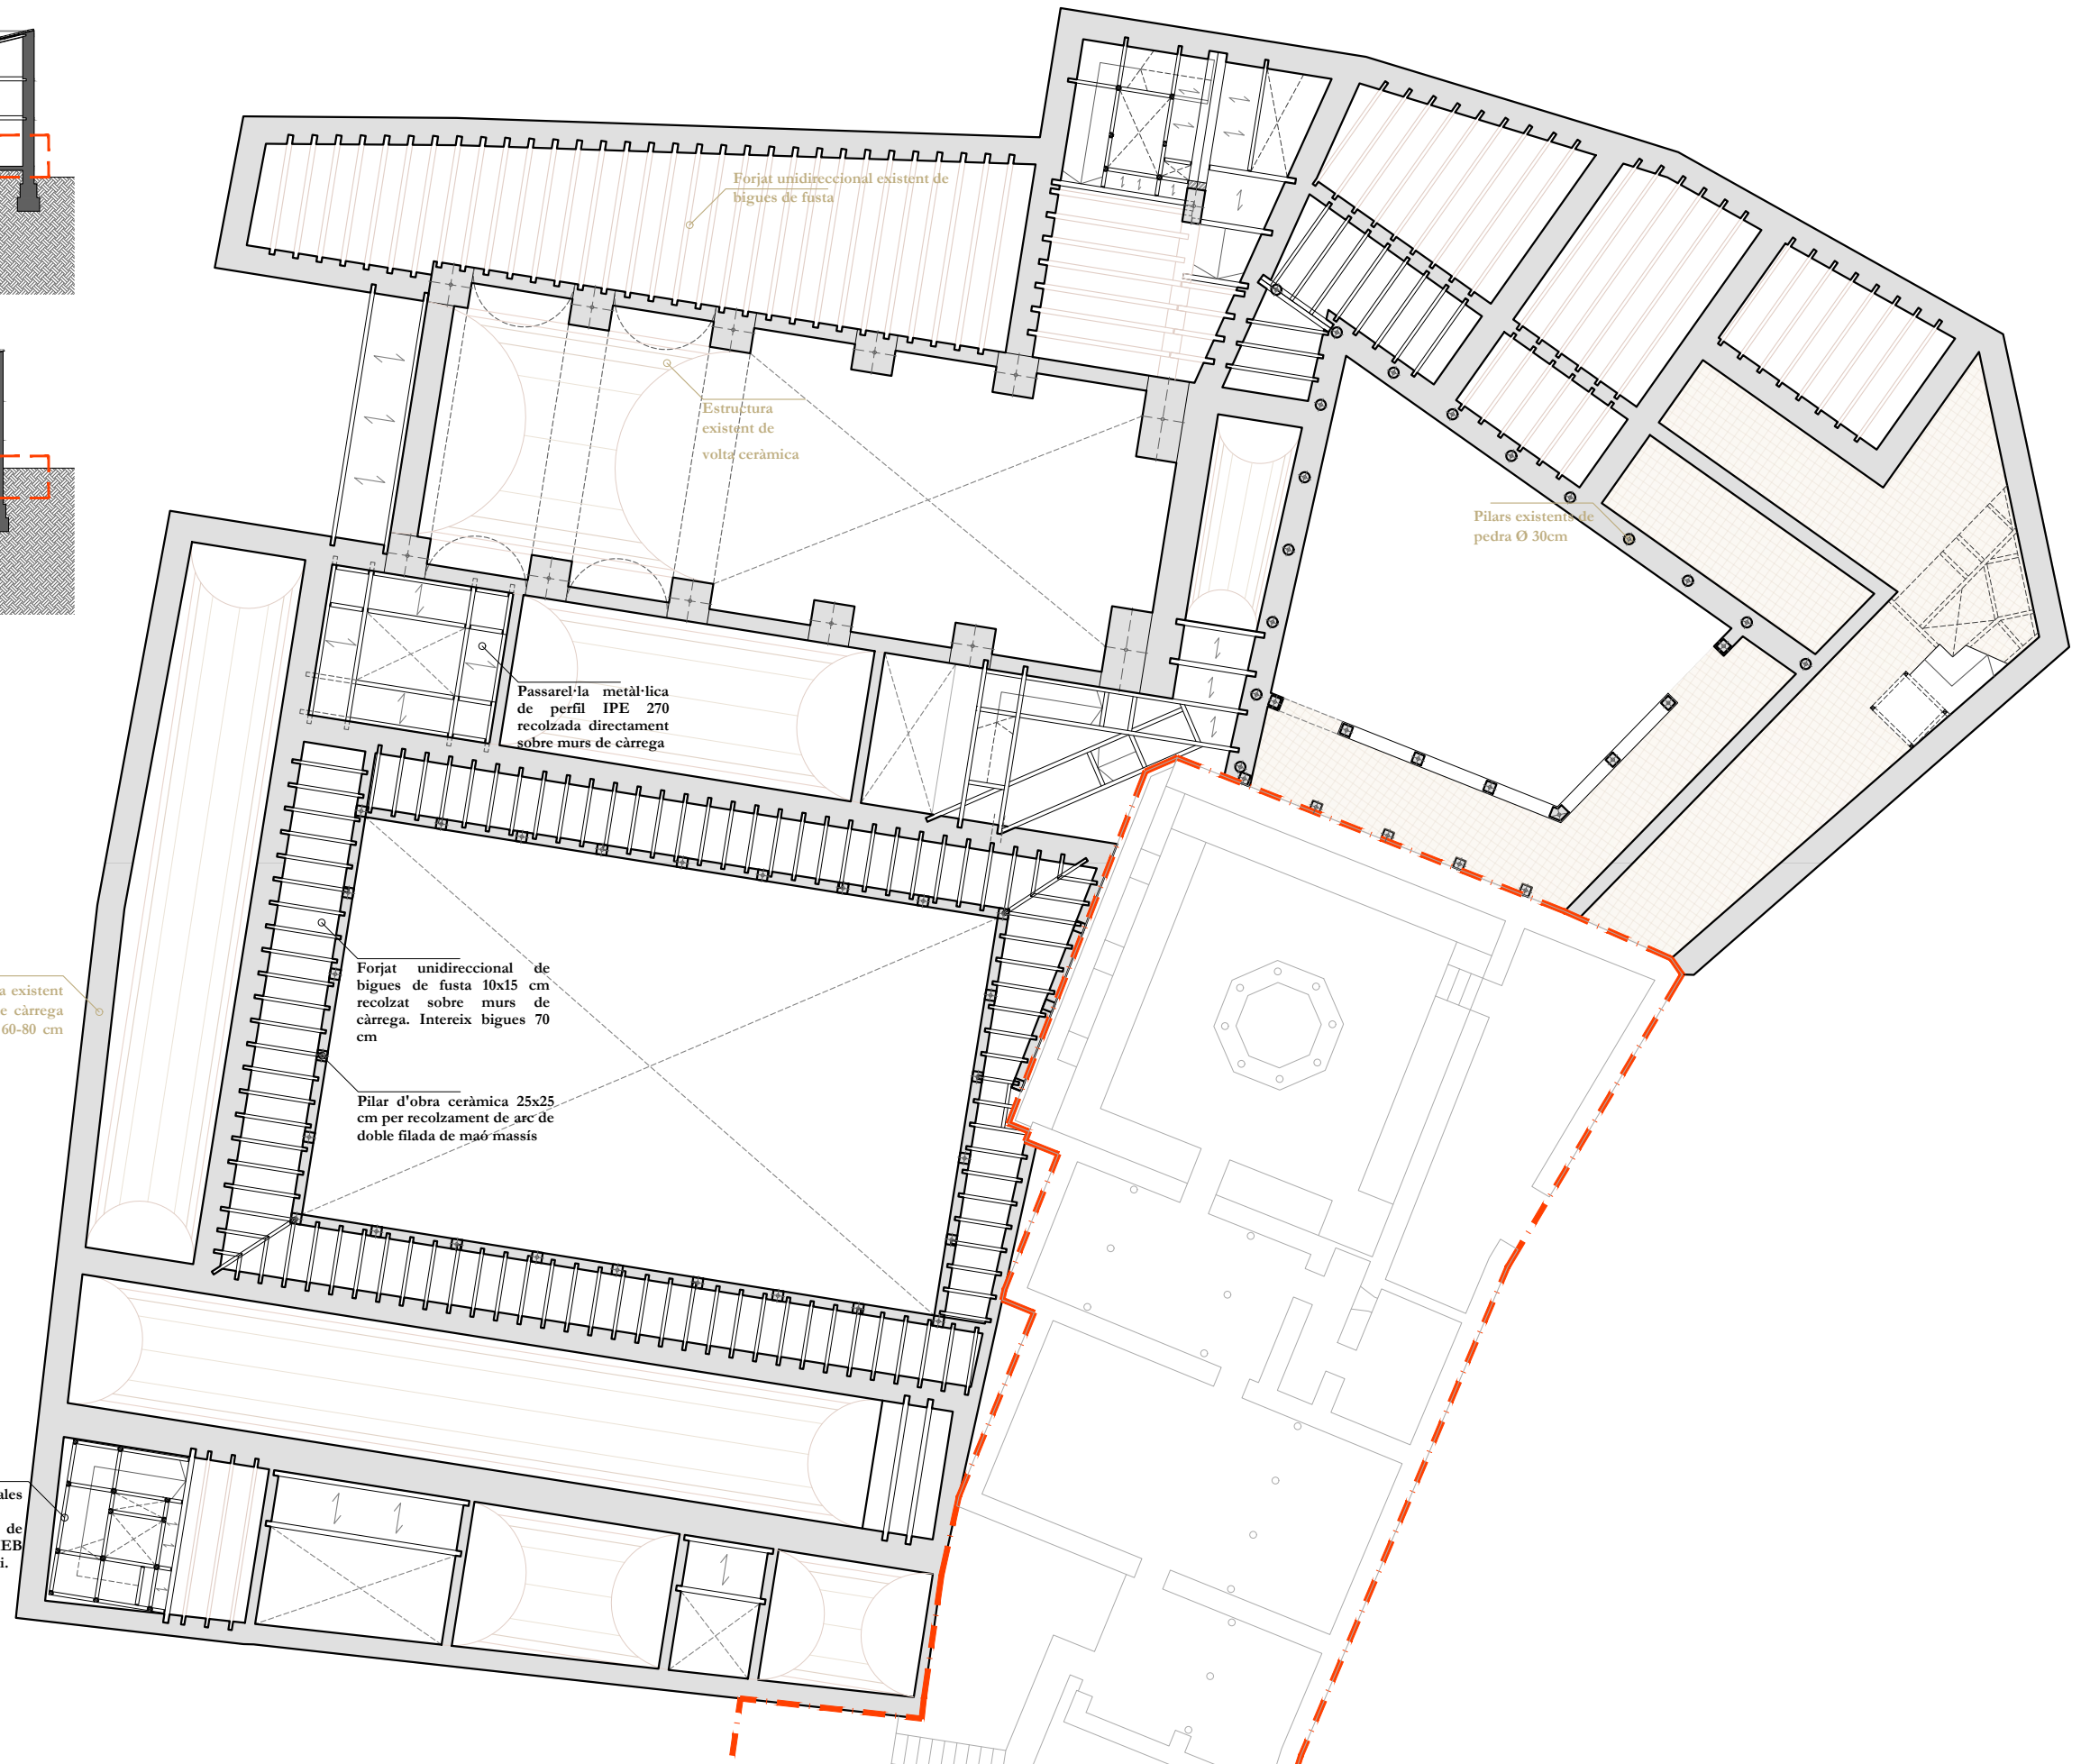 Forjat unidireccional existent de
bigues de fusta
Estructura
existent de
volta ceràmica
Pilars existents de
pedra Ø 30cm
Passarel·la metàl·lica
de perfil IPE 270
recolzada directament
sobre murs de càrrega
Forjat unidireccional de
bigues de fusta 10x15 cm
recolzat sobre murs de
càrrega. Intereix bigues 70
cm
a existent
e càrrega
60-80 cm
Pilar d'obra ceràmica 25x25
cm per recolzament de arc de
doble filada de maó massís
ales
de
EB
i.